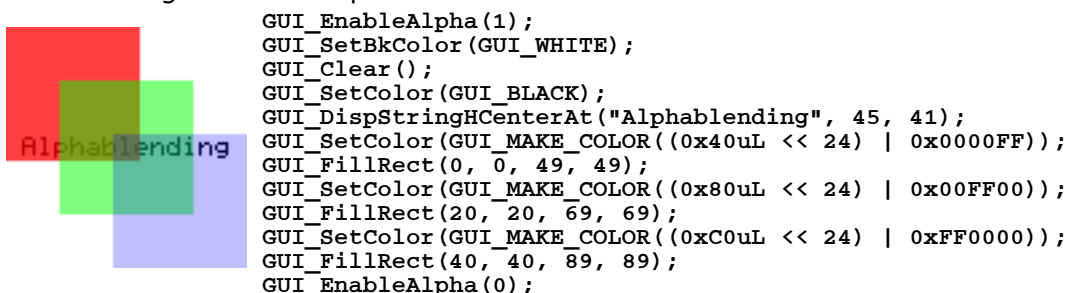 GUI_EnableAlpha(1);
GUI_SetBkColor(GUI_WHITE);
GUI_Clear();
GUI_SetColor(GUI_BLACK);
GUI_DispStringHCenterAt("Alphablending", 45, 41);
Alphablending
GUI_SetColor(GUI_MAKE_COLOR((0x40uL << 24) | 0x0000FF));
GUI_FillRect(0, 0, 49, 49);
GUI_SetColor(GUI_MAKE_COLOR((0x80uL << 24) | 0x00FF00));
GUI_FillRect(20, 20, 69, 69);
GUI_SetColor(GUI_MAKE_COLOR((0xC0uL << 24) | 0xFF0000));
GUI_FillRect(40, 40, 89, 89);
GUI_EnableAlpha(0);